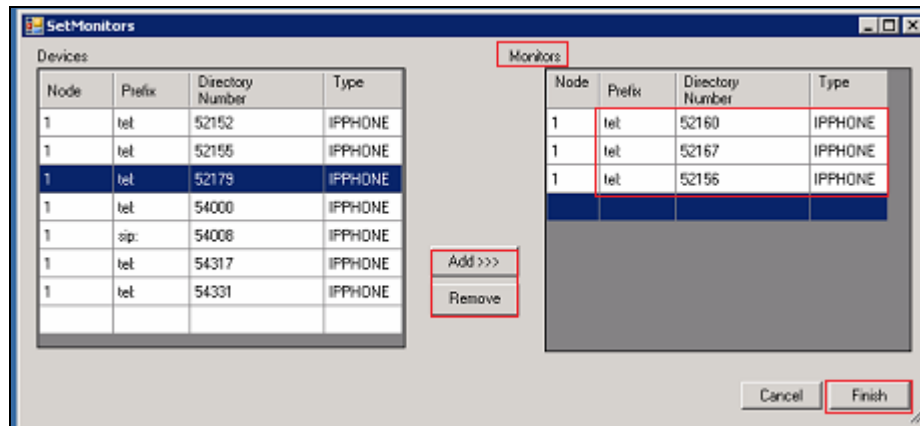 SetMonitors
Devices
Monitors
Node Prefix Directory Number Type
1 tel: 52152 IPPHONE
1 tel: 52155 IPPHONE
1 tel: 52179 IPPHONE
1 tel: 54000 IPPHONE
1 sip: 54008 IPPHONE
1 tel: 54317 IPPHONE
1 tel: 54331 IPPHONE
Add >>>
Remove
Node Prefix Directory Number Type
1 tel: 52160 IPPHONE
1 tel: 52167 IPPHONE
1 tel: 52156 IPPHONE
Cancel Finish